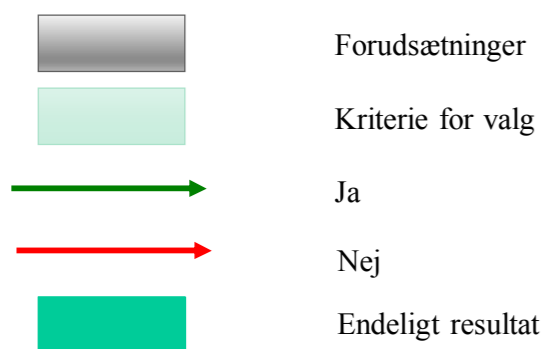 Forudsætninger
Kriterie for valg
Ja
Nej
Endeligt resultat